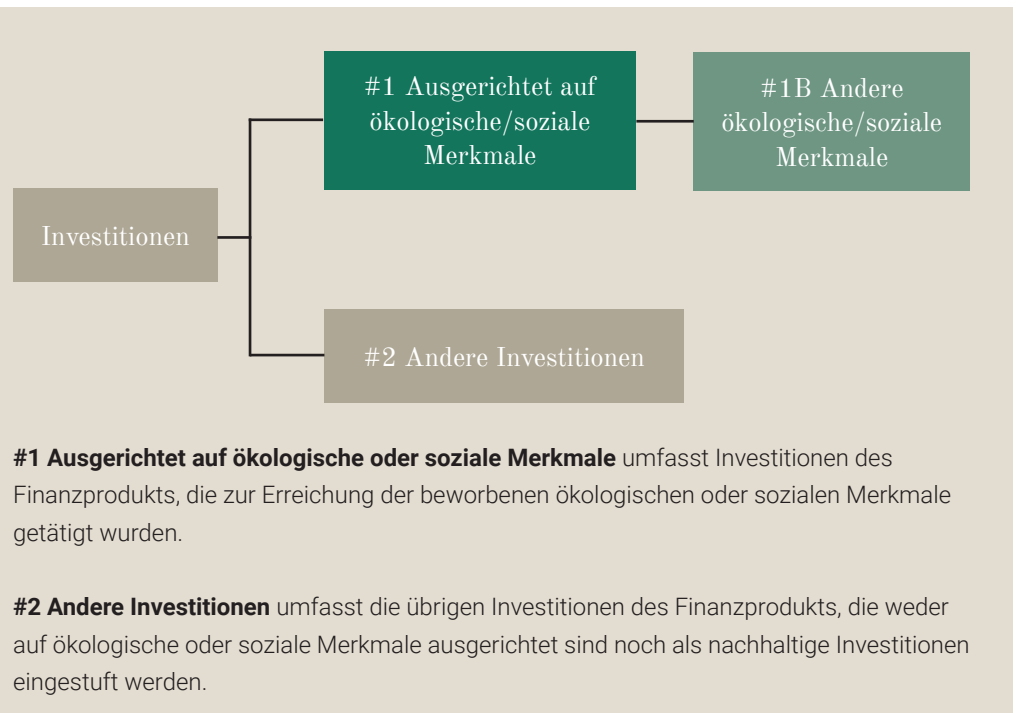 #1 Ausgerichtet auf
ökologische/soziale
Merkmale
#1B Andere
ökologische/soziale
Merkmale
Investitionen
#2 Andere Investitionen
#1 Ausgerichtet auf ökologische oder soziale Merkmale umfasst Investitionen des
Finanzprodukts, die zur Erreichung der beworbenen ökologischen oder sozialen Merkmale
getätigt wurden.
#2 Andere Investitionen umfasst die übrigen Investitionen des Finanzprodukts, die weder
auf ökologische oder soziale Merkmale ausgerichtet sind noch als nachhaltige Investitionen
eingestuft werden.